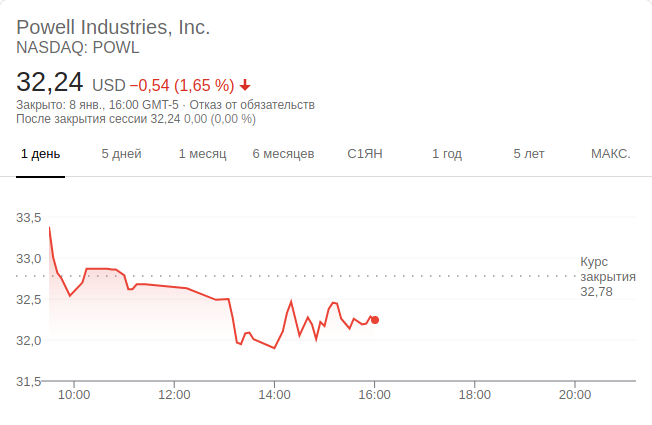 Powell Industries, Inc.
NASDAQ: POWL
32,24 USD −0,54 (1,65 %)
Закрыто: 8 янв., 16:00 GMT-5 · Отказ от обязательств
После закрытия сессии 32,24 0,00 (0,00 %)
1 день 5 дней 1 месяц 6 месяцев С1ЯН 1 год 5 лет МАКС.
33,5
33,0
32,5
32,0
31,5
Курс
закрытия
32,78
10:00 12:00 14:00 16:00 18:00 20:00